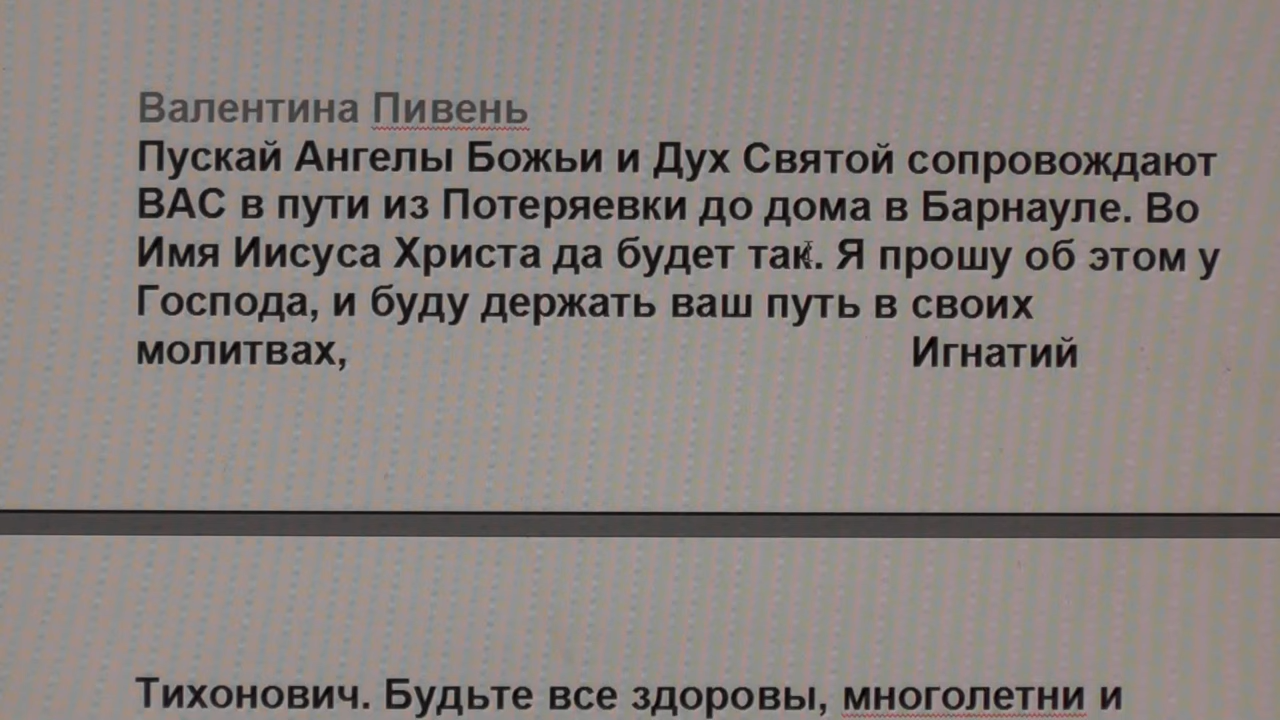 Валентина Пивень
Пускай Ангелы Божьи и Дух Святой сопровождают
ВАС в пути из Потеряевки до дома в Барнауле. Во
Имя Иисуса Христа да будет так. Я прошу об этом у
Господа, и буду держать ваш путь в своих
молитвах, Игнатий
Тихонович. Будьте все здоровы, многолетни и